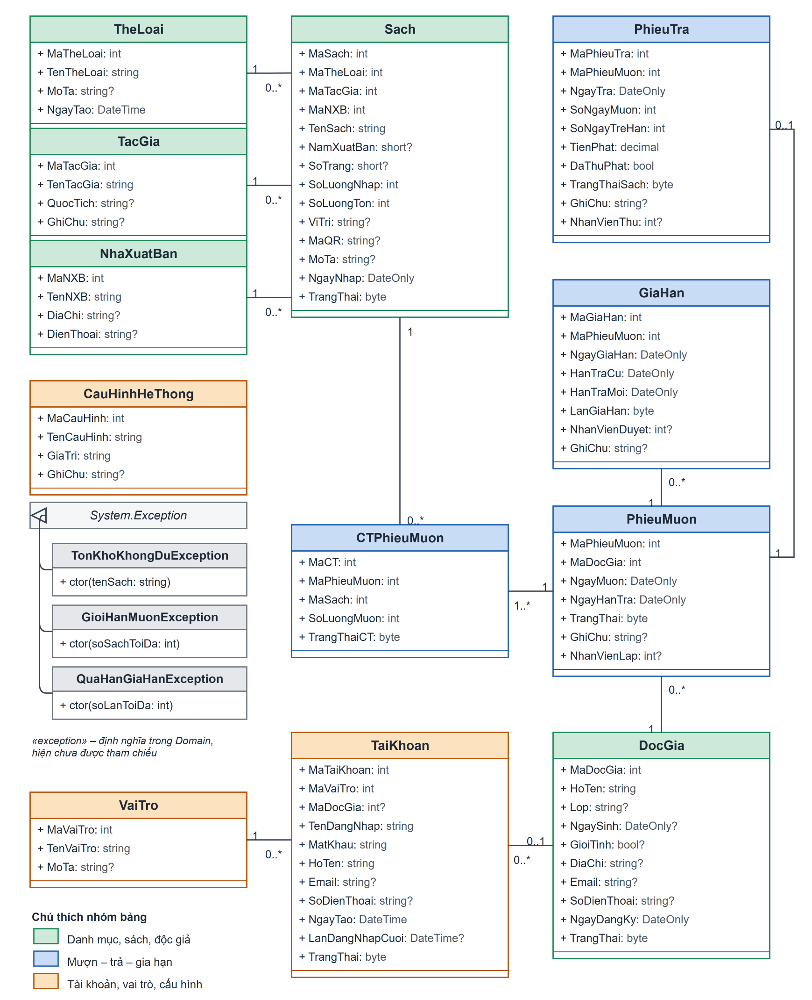 TheLoai
+ MaTheLoai: int
+ TenTheLoai: string
+ MoTa: string?
+ NgayTao: DateTime
1
0..*
TacGia
+ MaTacGia: int
+ TenTacGia: string
+ QuocTich: string?
+ GhiChu: string?
1
0..*
NhaXuatBan
+ MaNXB: int
+ TenNXB: string
+ DiaChi: string?
+ DienThoai: string?
1
0..*
Sach
+ MaSach: int
+ MaTheLoai: int
+ MaTacGia: int
+ MaNXB: int
+ TenSach: string
+ NamXuatBan: short?
+ SoTrang: short?
+ SoLuongNhap: int
+ SoLuongTon: int
+ ViTri: string?
+ MaQR: string?
+ MoTa: string?
+ NgayNhap: DateOnly
+ TrangThai: byte
1
0..*
PhieuTra
+ MaPhieuTra: int
+ MaPhieuMuon: int
+ NgayTra: DateOnly
+ SoNgayMuon: int
+ SoNgayTreHan: int
+ TienPhat: decimal
+ DaThuPhat: bool
+ TrangThaiSach: byte
+ GhiChu: string?
+ NhanVienThu: int?
0..1
GiaHan
+ MaGiaHan: int
+ MaPhieuMuon: int
+ NgayGiaHan: DateOnly
+ HanTraCu: DateOnly
+ HanTraMoi: DateOnly
+ LanGiaHan: byte
+ NhanVienDuyet: int?
+ GhiChu: string?
0..*
1
CauHinhHeThong
+ MaCauHinh: int
+ TenCauHinh: string
+ GiaTri: string
+ GhiChu: string?
System.Exception
TonKhoKhongDuException
+ ctor(tenSach: string)
GioiHanMuonException
+ ctor(soSachToiDa: int)
QuaHanGiaHanException
+ ctor(soLanToiDa: int)
«exception» – định nghĩa trong Domain,
hiện chưa được tham chiếu
CTPhieuMuon
+ MaCT: int
+ MaPhieuMuon: int
+ MaSach: int
+ SoLuongMuon: int
+ TrangThaiCT: byte
1
1..*
PhieuMuon
+ MaPhieuMuon: int
+ MaDocGia: int
+ NgayMuon: DateOnly
+ NgayHanTra: DateOnly
+ TrangThai: byte
+ GhiChu: string?
+ NhanVienLap: int?
1
0..*
1
VaiTro
+ MaVaiTro: int
+ TenVaiTro: string
+ MoTa: string?
1
0..*
TaiKhoan
+ MaTaiKhoan: int
+ MaVaiTro: int
+ MaDocGia: int?
+ TenDangNhap: string
+ MatKhau: string
+ HoTen: string
+ Email: string?
+ SoDienThoai: string?
+ NgayTao: DateTime
+ LanDangNhapCuoi: DateTime?
+ TrangThai: byte
0..1
0..*
DocGia
+ MaDocGia: int
+ HoTen: string
+ Lop: string?
+ NgaySinh: DateOnly?
+ GioiTinh: bool?
+ DiaChi: string?
+ Email: string?
+ SoDienThoai: string?
+ NgayDangKy: DateOnly
+ TrangThai: byte
Chú thích nhóm bảng
Danh mục, sách, độc giả
Mượn – trả – gia hạn
Tài khoản, vai trò, cấu hình